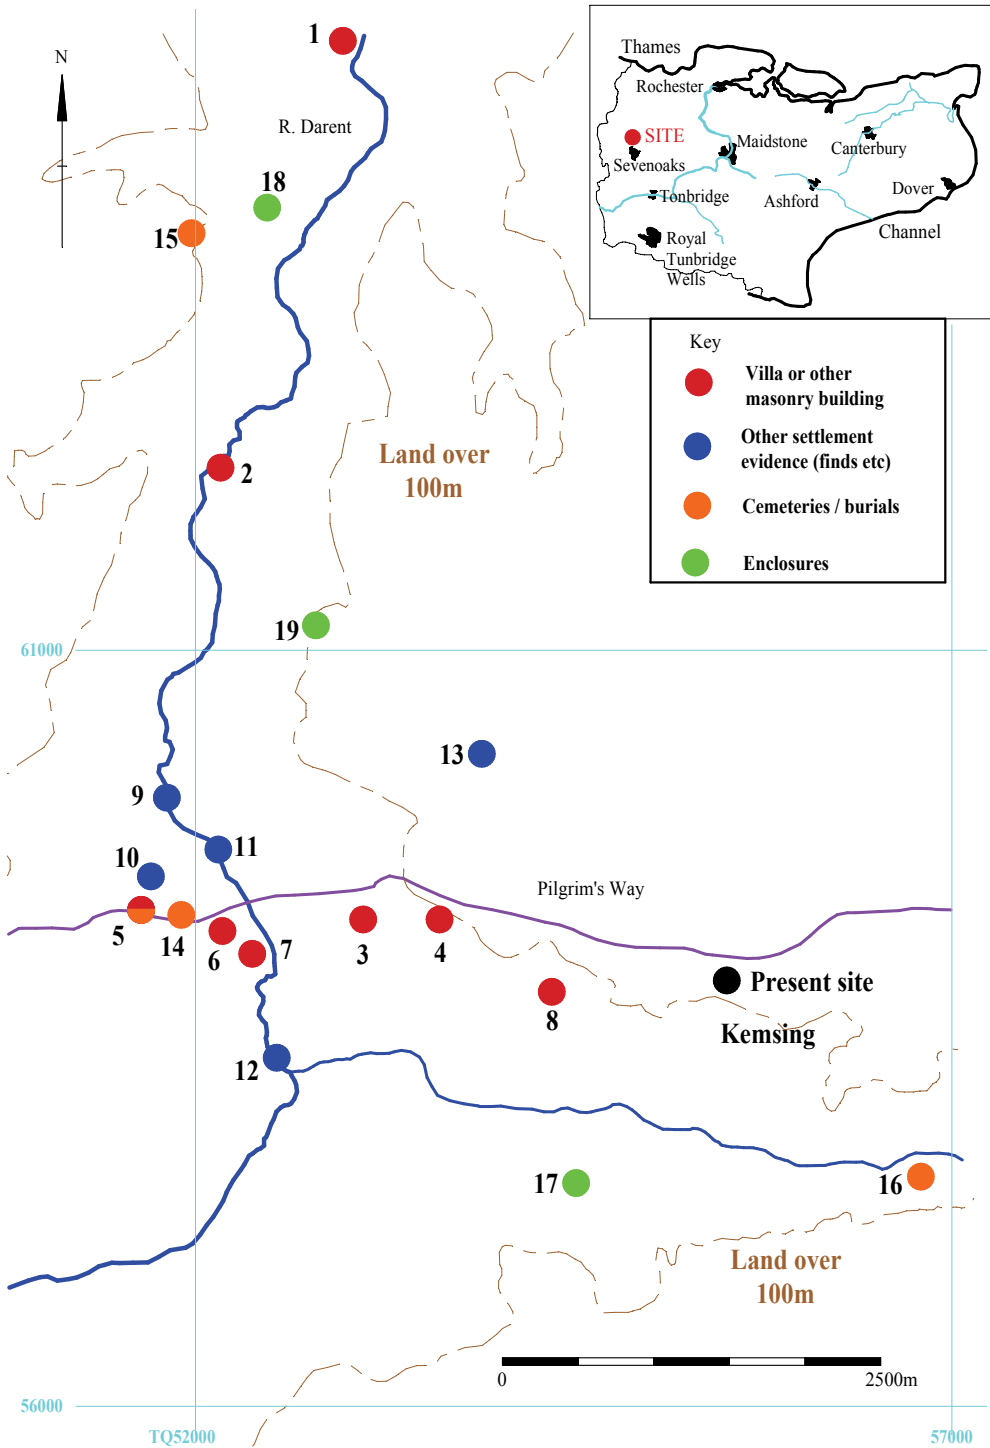 1
N
R. Darent
18
15
2
Land over
100m
19
61000
13
9
11
10
Pilgrim's Way
5
14
6
7
3
4
8
Present site
Kemsing
12
17
16
Land over
100m
0
2500m
56000
TQ52000
57000
Thames
Rochester
SITE
Sevenoaks
Maidstone
Canterbury
Tonbridge
Ashford
Dover
Channel
Royal
Tunbridge
Wells
Key
Villa or other
masonry building
Other settlement
evidence (finds etc)
Cemeteries / burials
Enclosures